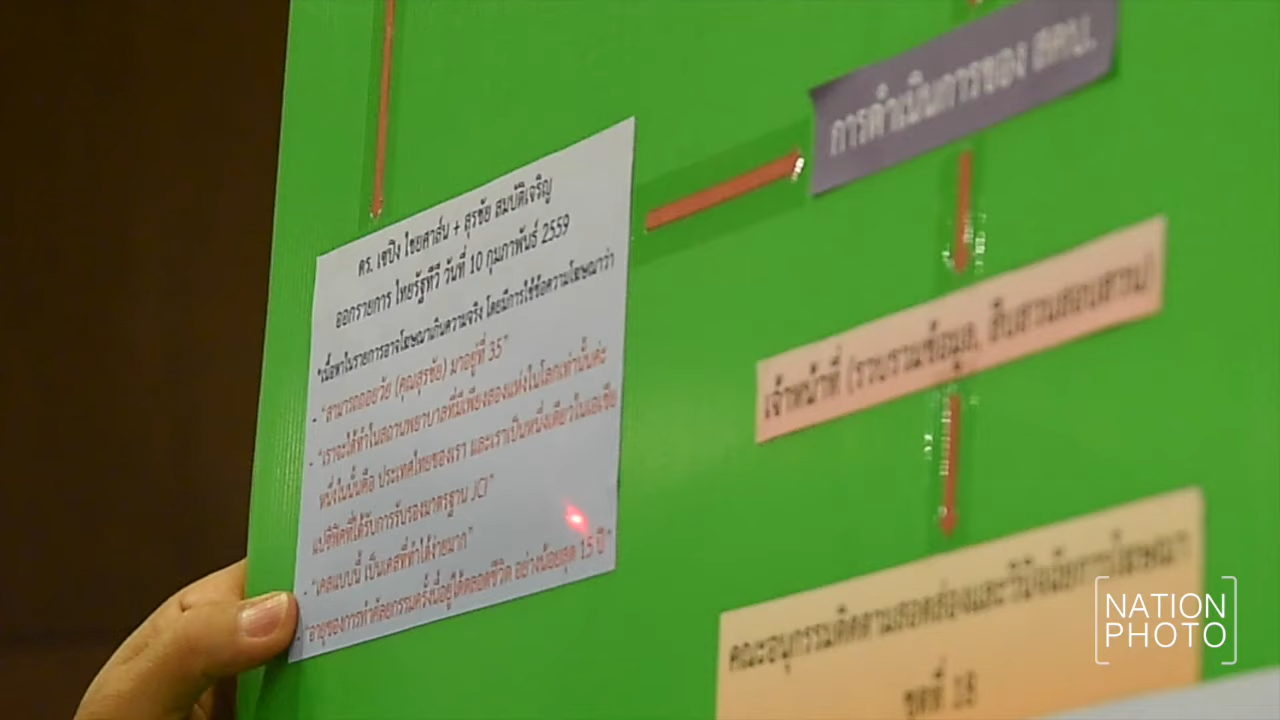 การดำเนินการของ สคบ.
ดร. เซปิง ไชยศาส์น + สุรชัย สมบัติเจริญ
ออกรายการ ไทยรัฐทีวี วันที่ 10 กุมภาพันธ์ 2559
"เนื้อหาในรายการอาจโฆษณาเกินความจริง โดยมีการใช้ข้อความโฆษณาว่า
- "สามารถถอยวัย (คุณสุรชัย) มาอยู่ที่ 35"
- "เราจะได้ทำในสถานพยาบาลที่มีเพียงสองแห่งในโลกเท่านั้นค่ะ
หนึ่งในนั้นคือ ประเทศไทยของเรา และเราเป็นหนึ่งเดียวในเอเชีย
แปซิฟิคที่ได้รับการรับรองมาตรฐาน JCI"
- "เคสแบบนี้ เป็นเคสที่ทำได้ง่ายมาก"
- "อายุของการทำศัลยกรรมครั้งนี้อยู่ได้ตลอดชีวิต อย่างน้อยสุด 15 ปี"
เจ้าหน้าที่ (รวบรวมข้อมูล, สืบสวนสอบสวน)
คณะอนุกรรมติดตามสอดส่องและวินิจฉัยการโฆษณา
ชุดที่ 18
NATION
PHOTO